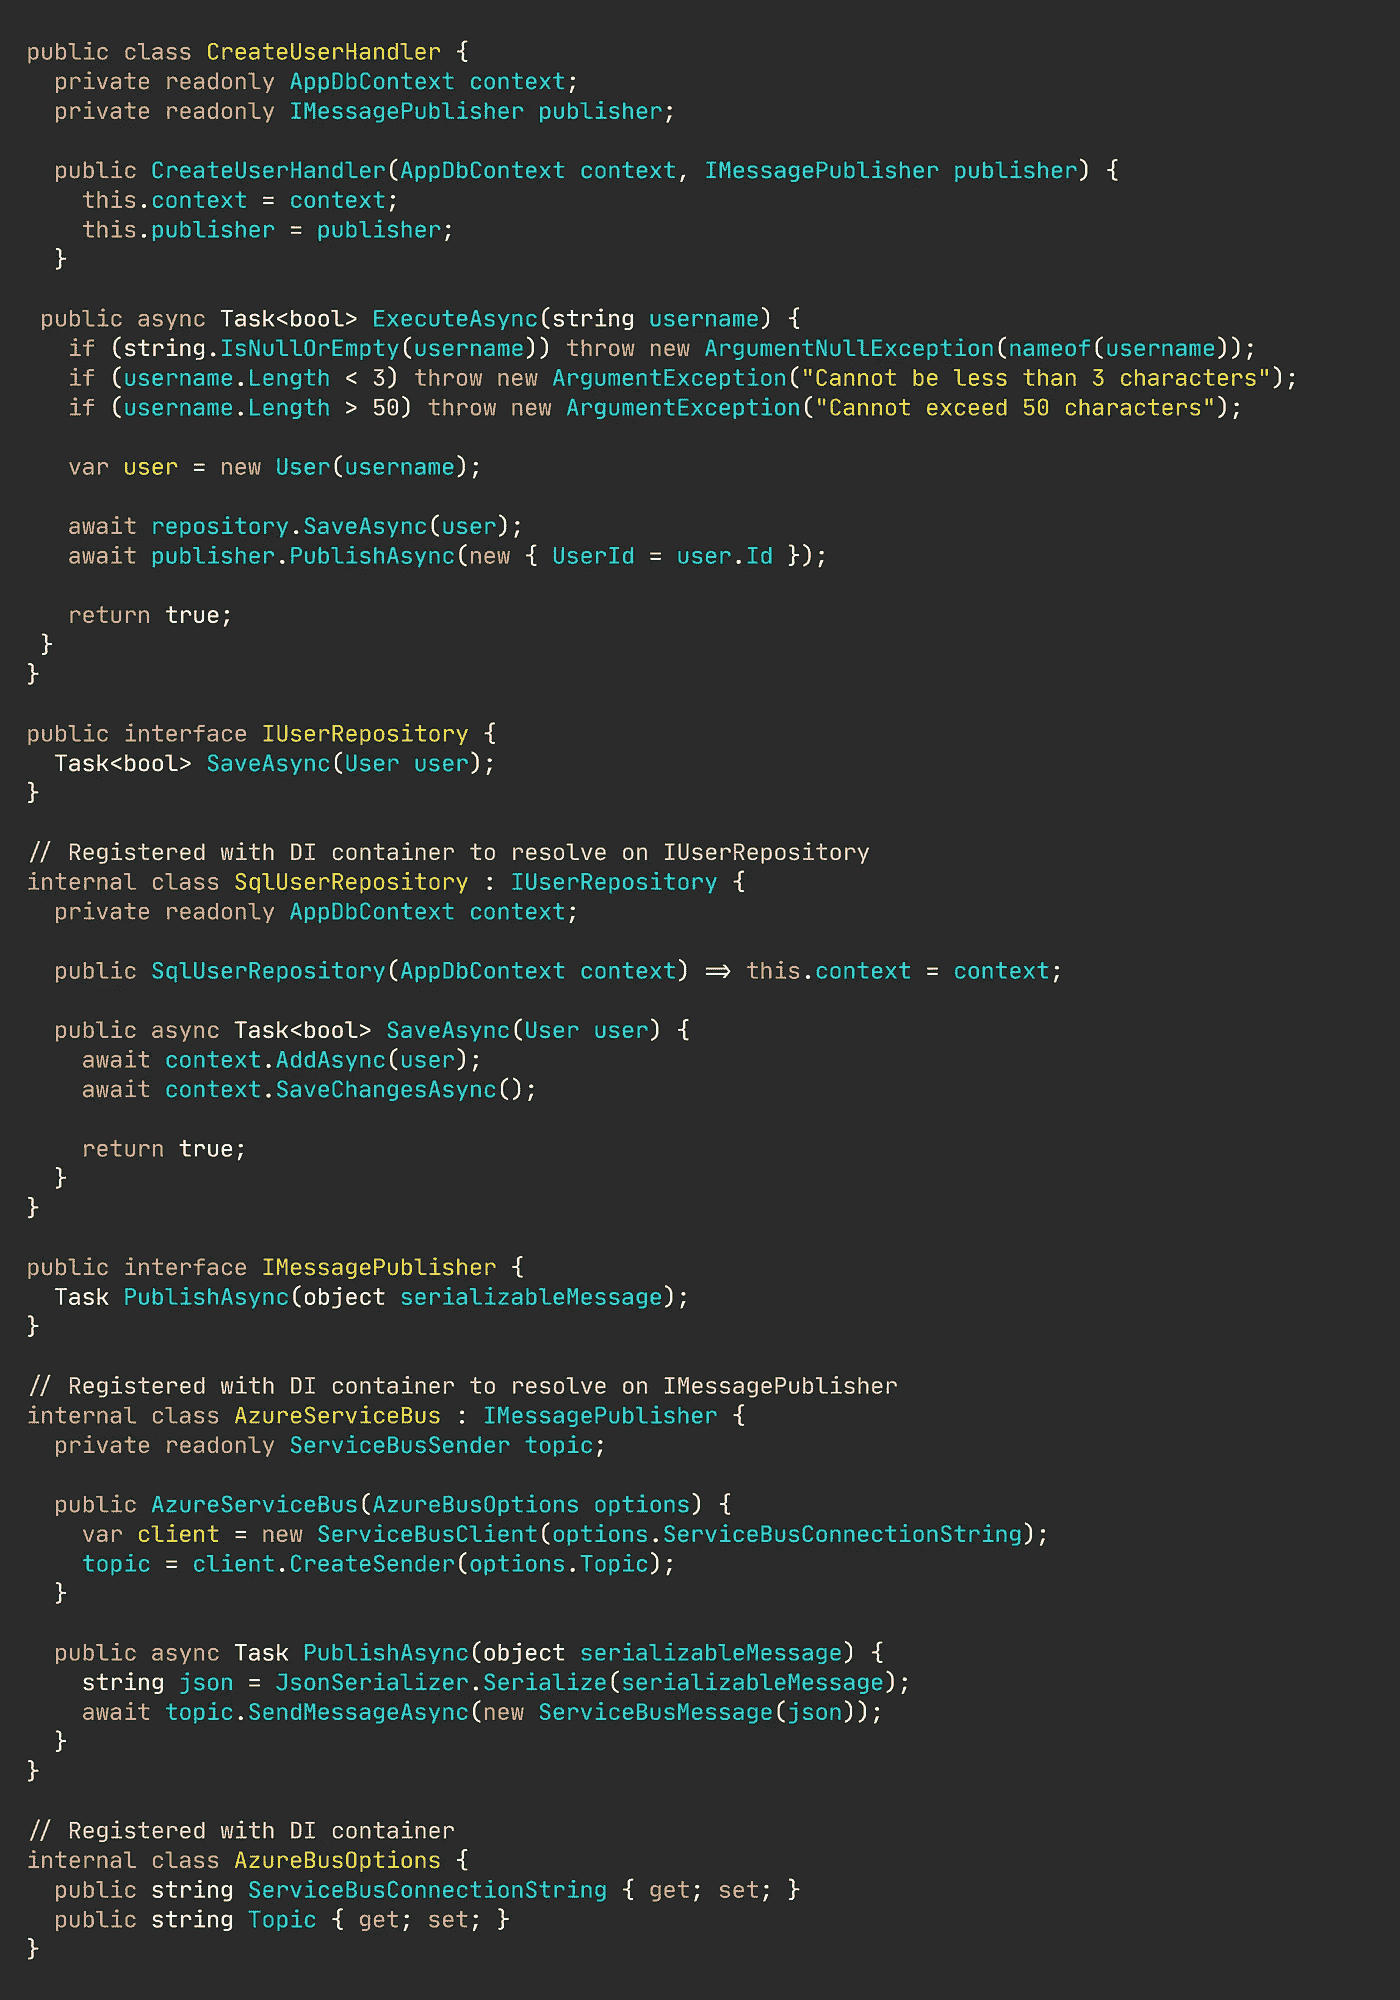 public class CreateUserHandler {
  private readonly AppDbContext context;
  private readonly IMessagePublisher publisher;

  public CreateUserHandler(AppDbContext context, IMessagePublisher publisher) {
    this.context = context;
    this.publisher = publisher;
  }

 public async Task<bool> ExecuteAsync(string username) {
   if (string.IsNullOrEmpty(username)) throw new ArgumentNullException(nameof(username));
   if (username.Length < 3) throw new ArgumentException("Cannot be less than 3 characters");
   if (username.Length > 50) throw new ArgumentException("Cannot exceed 50 characters");

   var user = new User(username);

   await repository.SaveAsync(user);
   await publisher.PublishAsync(new { UserId = user.Id });

   return true;
 }
}

public interface IUserRepository {
  Task<bool> SaveAsync(User user);
}

// Registered with DI container to resolve on IUserRepository
internal class SqlUserRepository : IUserRepository {
  private readonly AppDbContext context;

  public SqlUserRepository(AppDbContext context) => this.context = context;

  public async Task<bool> SaveAsync(User user) {
    await context.AddAsync(user);
    await context.SaveChangesAsync();

    return true;
  }
}

public interface IMessagePublisher {
  Task PublishAsync(object serializableMessage);
}

// Registered with DI container to resolve on IMessagePublisher
internal class AzureServiceBus : IMessagePublisher {
  private readonly ServiceBusSender topic;

  public AzureServiceBus(AzureBusOptions options) {
    var client = new ServiceBusClient(options.ServiceBusConnectionString);
    topic = client.CreateSender(options.Topic);
  }

  public async Task PublishAsync(object serializableMessage) {
    string json = JsonSerializer.Serialize(serializableMessage);
    await topic.SendMessageAsync(new ServiceBusMessage(json));
  }
}

// Registered with DI container
internal class AzureBusOptions {
  public string ServiceBusConnectionString { get; set; }
  public string Topic { get; set; }
}